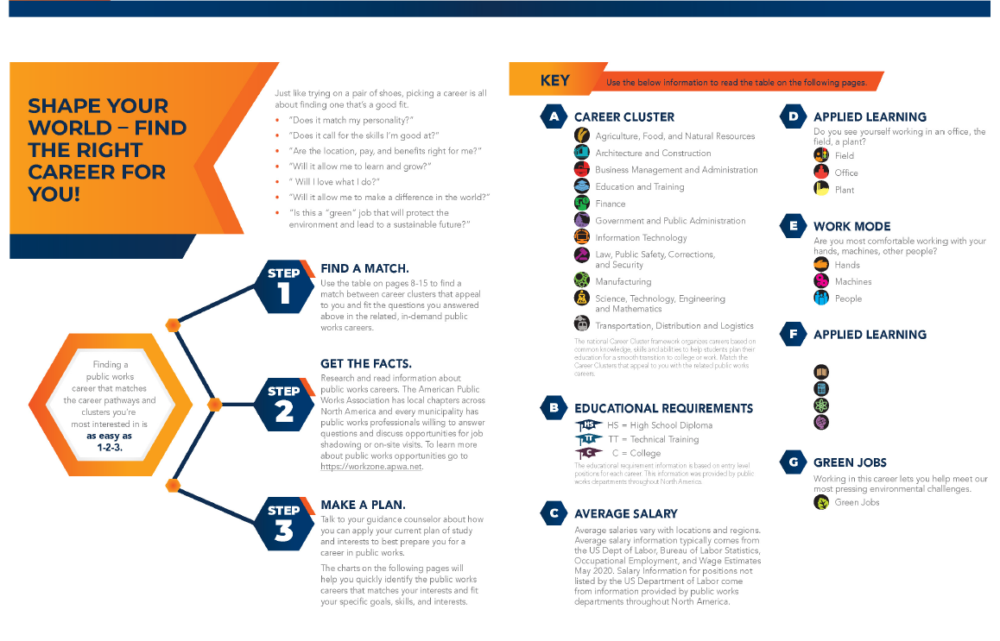 SHAPE YOUR
WORLD – FIND
THE RIGHT
CAREER FOR
YOU!
Just like trying on a pair of shoes, picking a career is all
about finding one that's a good fit.
• "Does it match my personality?"
• "Does it call for the skills I'm good at?"
• "Are the location, pay, and benefits right for me?"
• "Will it allow me to learn and grow?"
• " Will I love what I do?"
• "Will it allow me to make a difference in the world?"
• "Is this a "green" job that will protect the
environment and lead to a sustainable future?"
Finding a
public works
career that matches
the career pathways and
clusters you're
most interested in is
as easy as
1-2-3.
STEP
1
FIND A MATCH.
Use the table on pages 8-15 to find a
match between career clusters that appeal
to you and fit the questions you answered
above in the related, in-demand public
works careers.
STEP
2
GET THE FACTS.
Research and read information about
public works careers. The American Public
Works Association has local chapters across
North America and every municipality has
public works professionals willing to answer
questions and discuss opportunities for job
shadowing or on-site visits. To learn more
about public works opportunities go to
https://workzone.apwa.net.
STEP
3
MAKE A PLAN.
Talk to your guidance counselor about how
you can apply your current plan of study
and interests to best prepare you for a
career in public works.
The charts on the following pages will
help you quickly identify the public works
careers that matches your interests and fit
your specific goals, skills, and interests.
KEY
Use the below information to read the table on the following pages.
A CAREER CLUSTER
Agriculture, Food, and Natural Resources
Architecture and Construction
Business Management and Administration
Education and Training
Finance
Government and Public Administration
Information Technology
Law, Public Safety, Corrections,
and Security
Manufacturing
Science, Technology, Engineering
and Mathematics
Transportation, Distribution and Logistics
The national Career Cluster framework organizes careers based on
common knowledge, skills and abilities to help students plan their
education for a smooth transition to college or work. Match the
Career Clusters that appeal to you with the related public works
careers.
B EDUCATIONAL REQUIREMENTS
HS HS = High School Diploma
TT TT = Technical Training
C C = College
The educational requirement information is based on entry level
positions for each career. This information was provided by public
works departments throughout North America.
C AVERAGE SALARY
Average salaries vary with locations and regions.
Average salary information typically comes from
the US Dept of Labor, Bureau of Labor Statistics,
Occupational Employment, and Wage Estimates
May 2020. Salary Information for positions not
listed by the US Department of Labor come
from information provided by public works
departments throughout North America.
D APPLIED LEARNING
Do you see yourself working in an office, the
field, a plant?
Field
Office
Plant
E WORK MODE
Are you most comfortable working with your
hands, machines, other people?
Hands
Machines
People
F APPLIED LEARNING
G GREEN JOBS
Working in this career lets you help meet our
most pressing environmental challenges.
Green Jobs